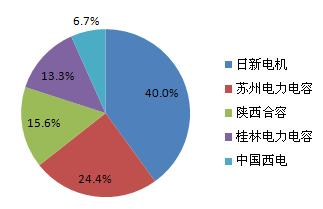 6.7%
13.3%
40.0%
15.6%
24.4%
日新电机
苏州电力电容
陕西合容
桂林电力电容
中国西电